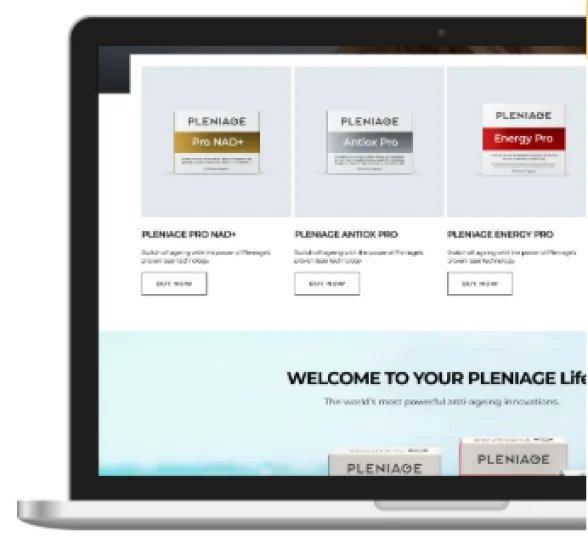 PLENIAGE
Pro NAD+
PLENIAGE
Antiox Pro
PLENIAGE
Energy Pro
PLENIAGE PRO NAD+
Switch off ageing with the power of Pleniage's
proven laser technology
BUY NOW
PLENIAGE ANTIOX PRO
Switch off ageing with the power of Pleniage's
proven laser technology
BUY NOW
PLENIAGE ENERGY PRO
Switch off ageing with the power of Pleniage's
proven laser technology
BUY NOW
WELCOME TO YOUR PLENIAGE Life
The world's most powerful anti-ageing innovations.
PLENIAGE
PLENIAGE